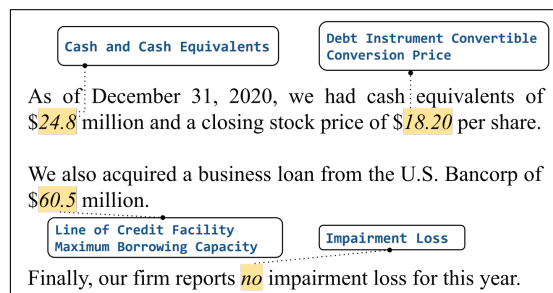 Cash and Cash Equivalents
Debt Instrument Convertible
Conversion Price
As of December 31, 2020, we had cash equivalents of
$24.8 million and a closing stock price of $18.20 per share.
We also acquired a business loan from the U.S. Bancorp of
$60.5 million.
Line of Credit Facility
Maximum Borrowing Capacity
Impairment Loss
Finally, our firm reports no impairment loss for this year.